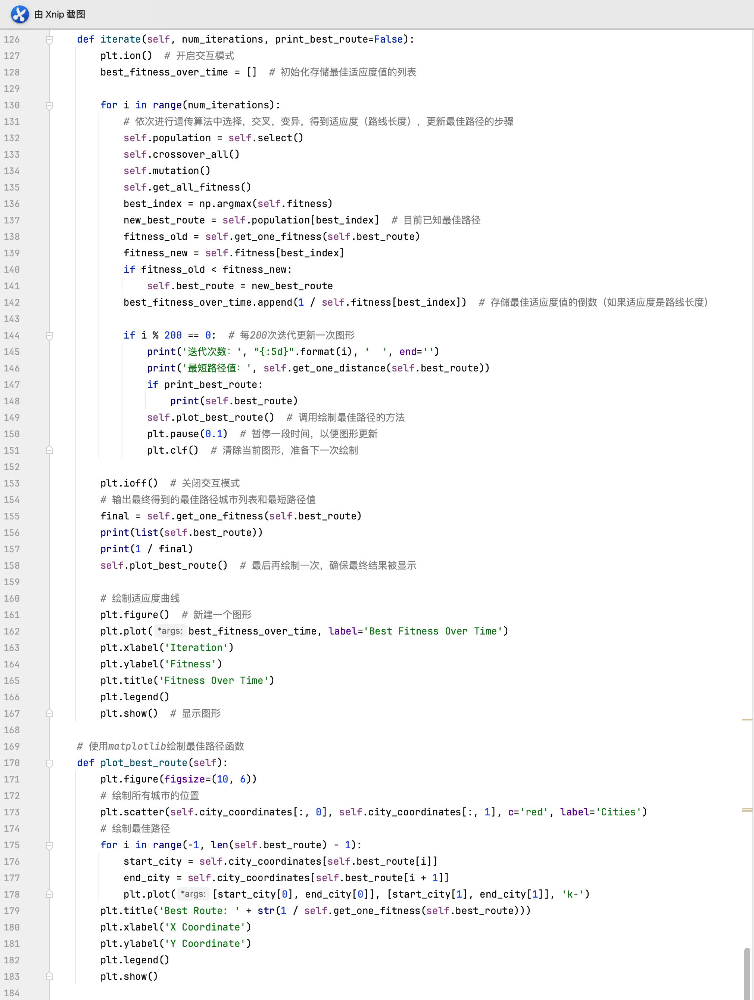 由 Xnip 截图
126 def iterate(self, num_iterations, print_best_route=False):
127 plt.ion()  # 开启交互模式
128 best_fitness_over_time = []  # 初始化存储最佳适应度值的列表
129
130 for i in range(num_iterations):
131 # 依次进行遗传算法中选择，交叉，变异，得到适应度（路线长度），更新最佳路径的步骤
132 self.population = self.select()
133 self.crossover_all()
134 self.mutation()
135 self.get_all_fitness()
136 best_index = np.argmax(self.fitness)
137 new_best_route = self.population[best_index]  # 目前已知最佳路径
138 fitness_old = self.get_one_fitness(self.best_route)
139 fitness_new = self.fitness[best_index]
140 if fitness_old < fitness_new:
141 self.best_route = new_best_route
142 best_fitness_over_time.append(1 / self.fitness[best_index])  # 存储最佳适应度值的倒数（如果适应度是路线长度）
143
144 if i % 200 == 0:  # 每200次迭代更新一次图形
145 print('迭代次数：', "{:5d}".format(i), '  ', end='')
146 print('最短路径值：', self.get_one_distance(self.best_route))
147 if print_best_route:
148 print(self.best_route)
149 self.plot_best_route()  # 调用绘制最佳路径的方法
150 plt.pause(0.1)  # 暂停一段时间，以便图形更新
151 plt.clf()  # 清除当前图形，准备下一次绘制
152
153 plt.ioff()  # 关闭交互模式
154 # 输出最终得到的最佳路径城市列表和最短路径值
155 final = self.get_one_fitness(self.best_route)
156 print(list(self.best_route))
157 print(1 / final)
158 self.plot_best_route()  # 最后再绘制一次，确保最终结果被显示
159
160 # 绘制适应度曲线
161 plt.figure()  # 新建一个图形
162 plt.plot( *args: best_fitness_over_time, label='Best Fitness Over Time')
163 plt.xlabel('Iteration')
164 plt.ylabel('Fitness')
165 plt.title('Fitness Over Time')
166 plt.legend()
167 plt.show()  # 显示图形
168
169 # 使用matplotlib绘制最佳路径函数
170 def plot_best_route(self):
171 plt.figure(figsize=(10, 6))
172 # 绘制所有城市的位置
173 plt.scatter(self.city_coordinates[:, 0], self.city_coordinates[:, 1], c='red', label='Cities')
174 # 绘制最佳路径
175 for i in range(-1, len(self.best_route) - 1):
176 start_city = self.city_coordinates[self.best_route[i]]
177 end_city = self.city_coordinates[self.best_route[i + 1]]
178 plt.plot( *args: [start_city[0], end_city[0]], [start_city[1], end_city[1]], 'k-')
179 plt.title('Best Route: ' + str(1 / self.get_one_fitness(self.best_route)))
180 plt.xlabel('X Coordinate')
181 plt.ylabel('Y Coordinate')
182 plt.legend()
183 plt.show()
184